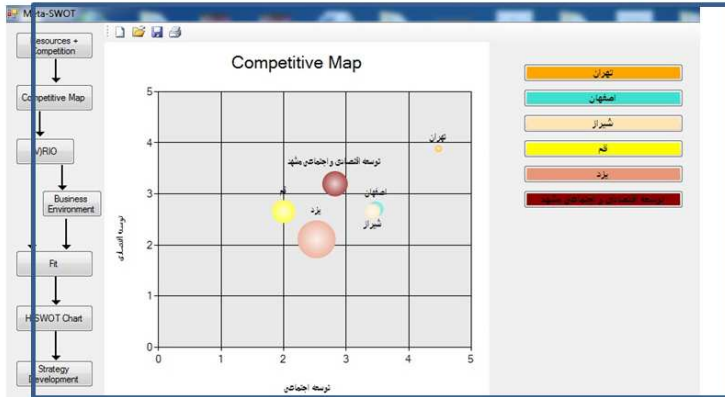 Meta-SWOT
Resources +
Competition
Competitive Map
(V)RIO
Business
Environment
Fit
H SWOT Chart
Strategy
Development
Competitive Map
5
4
3
2
1
0
0 1 2 3 4 5
تهران
توسعه اقتصادی و اجتماعی مشهد
قم
یزد
اصفهان
شیراز
توسعه اقتصادی
توسعه اجتماعی
تهران
اصفهان
شیراز
قم
یزد
توسعه اقتصادی و اجتماعی مشهد